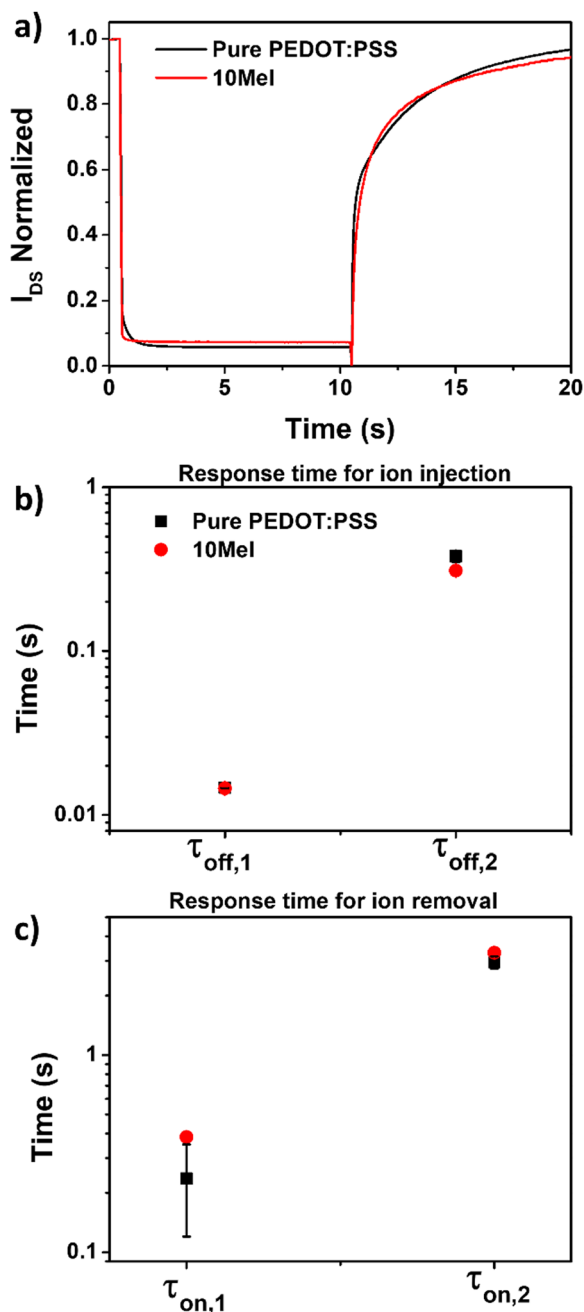 a)
1.0
0.8
0.6
0.4
0.2
0.0
I_DS Normalized
Pure PEDOT:PSS
10Mel
0
5
10
15
20
Time (s)
b)
Response time for ion injection
1
0.1
0.01
Time (s)
Pure PEDOT:PSS
10Mel
τ_off,1
τ_off,2
Response time for ion removal
c)
1
0.1
Time (s)
τ_on,1
τ_on,2